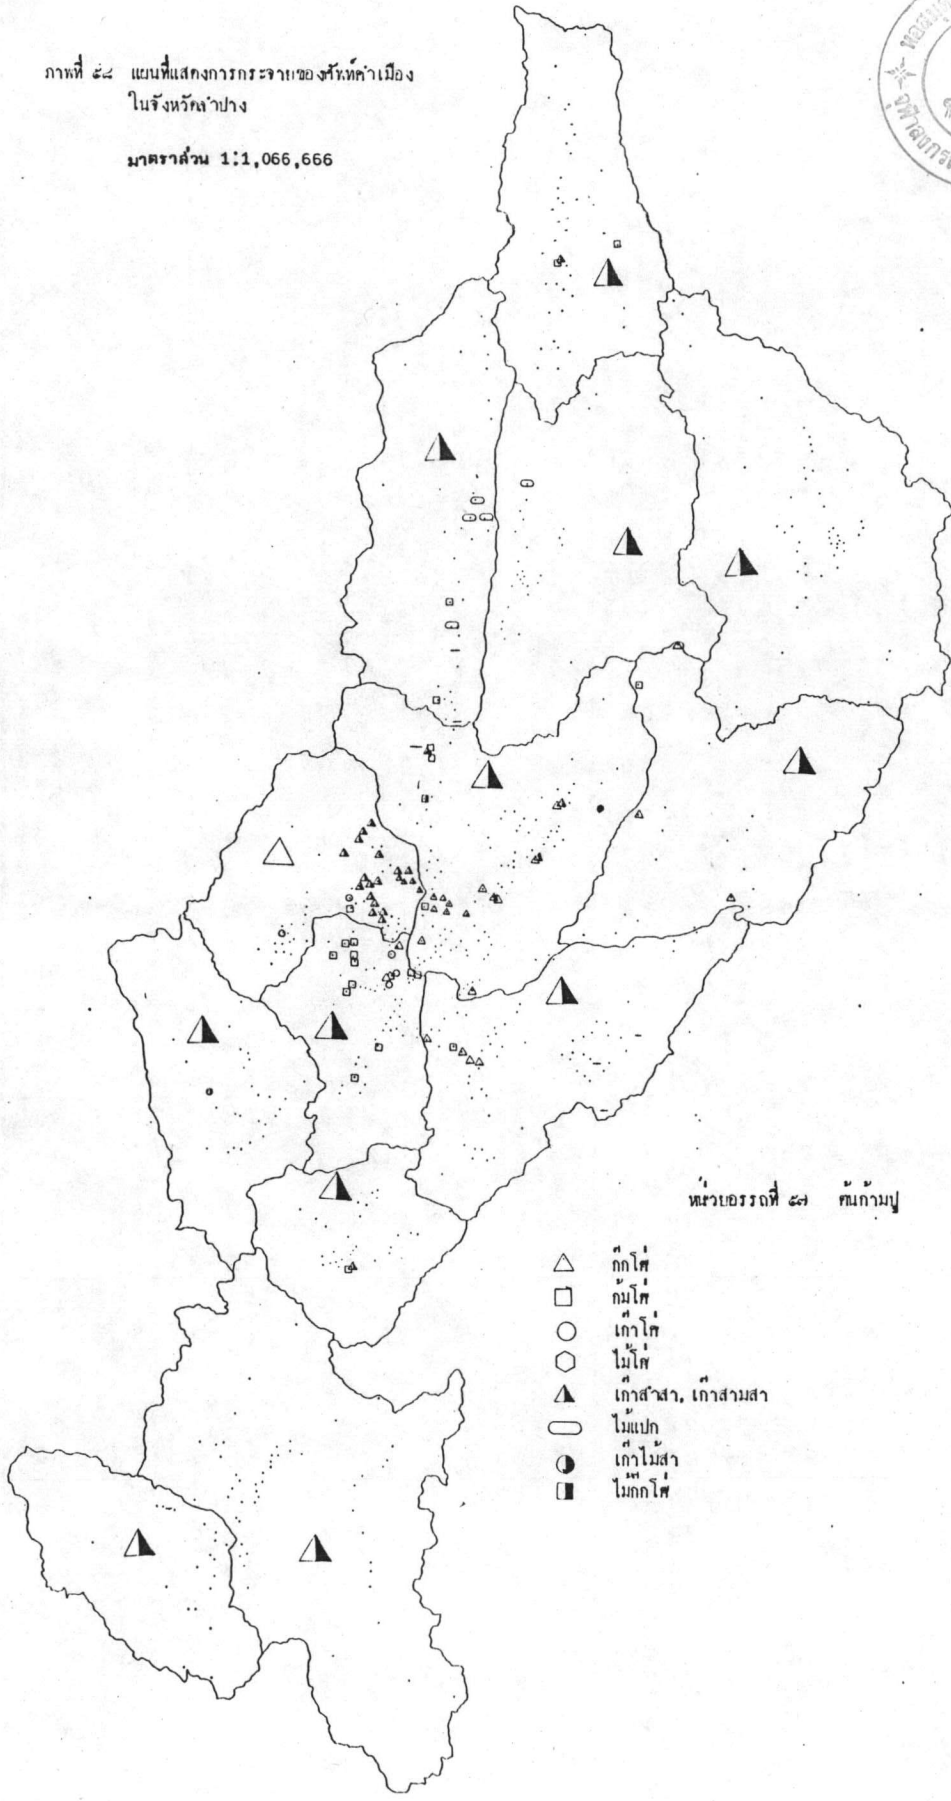 ภาพที่ ๕๘ แผนที่แสดงการกระจายของศัพท์คำเมือง
ในจังหวัดลำปาง
มาตราส่วน 1:1,066,666
หน่วยอรรถที่ ๕๗ ต้นก้ามปู
ก๊กโส่
ก้มโส่
เก๊าโส่
ไม้โส่
เก๊าสำสา, เก๊าสามสา
ไม้แปก
เก๊าไม้สา
ไม้ก๊กโส่